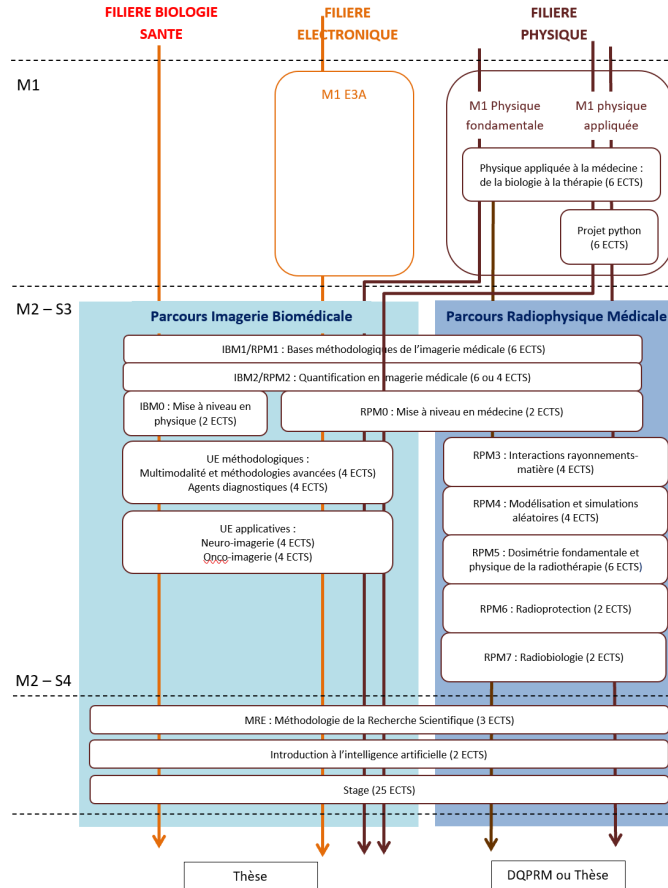 FILIERE BIOLOGIE
SANTE
FILIERE
ELECTRONIQUE
FILIERE
PHYSIQUE
M1
M1 E3A
M1 Physique
fondamentale
M1 physique
appliquée
Physique appliquée à la médecine :
de la biologie à la thérapie (6 ECTS)
Projet python
(6 ECTS)
M2 – S3
Parcours Imagerie Biomédicale
Parcours Radiophysique Médicale
IBM1/RPM1 : Bases méthodologiques de l’imagerie médicale (6 ECTS)
IBM2/RPM2 : Quantification en imagerie médicale (6 ou 4 ECTS)
IBM0 : Mise à niveau en
physique (2 ECTS)
RPM0 : Mise à niveau en médecine (2 ECTS)
UE méthodologiques :
Multimodalité et méthodologies avancées (4 ECTS)
Agents diagnostiques (4 ECTS)
UE applicatives :
Neuro-imagerie (4 ECTS)
Onco-imagerie (4 ECTS)
RPM3 : Interactions rayonnements-
matière (4 ECTS)
RPM4 : Modélisation et simulations
aléatoires (4 ECTS)
RPM5 : Dosimétrie fondamentale et
physique de la radiothérapie (6 ECTS)
RPM6 : Radioprotection (2 ECTS)
RPM7 : Radiobiologie (2 ECTS)
M2 – S4
MRE : Méthodologie de la Recherche Scientifique (3 ECTS)
Introduction à l’intelligence artificielle (2 ECTS)
Stage (25 ECTS)
Thèse
DQPRM ou Thèse